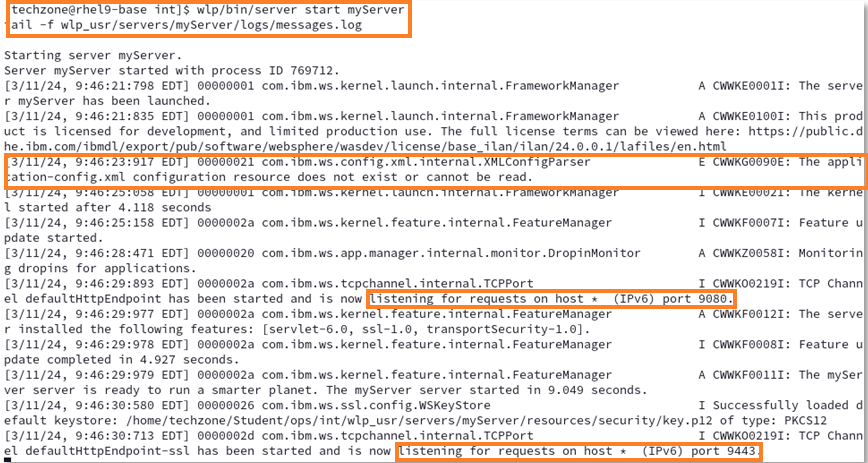 techzone@rhel9-base int]$ wlp/bin/server start myServer
ail -f wlp_usr/servers/myServer/logs/messages.log
Starting server myServer.
Server myServer started with process ID 769712.
[3/11/24, 9:46:21:798 EDT] 00000001 com.ibm.ws.kernel.launch.internal.FrameworkManager A CWWKE0001I: The serve
r myServer has been launched.
[3/11/24, 9:46:21:835 EDT] 00000001 com.ibm.ws.kernel.launch.internal.FrameworkManager A CWWKE0100I: This prod
uct is licensed for development, and limited production use. The full license terms can be viewed here: https://public.d
he.ibm.com/ibmdl/export/pub/software/websphere/wasdev/license/base_ilan/ilan/24.0.0.1/lafiles/en.html
[3/11/24, 9:46:23:917 EDT] 00000021 com.ibm.ws.config.xml.internal.XMLConfigParser E CWWKG0090E: The appli
cation-config.xml configuration resource does not exist or cannot be read.
[3/11/24, 9:46:25:058 EDT] 00000001 com.ibm.ws.kernel.launch.internal.FrameworkManager I CWWKE0002I: The kerne
l started after 4.118 seconds
[3/11/24, 9:46:25:158 EDT] 0000002a com.ibm.ws.kernel.feature.internal.FeatureManager I CWWKF0007I: Feature u
pdate started.
[3/11/24, 9:46:28:471 EDT] 00000020 com.ibm.ws.app.manager.internal.monitor.DropinMonitor A CWWKZ0058I: Monitorin
g dropins for applications.
[3/11/24, 9:46:29:893 EDT] 0000002a com.ibm.ws.tcpchannel.internal.TCPPort I CWWKO0219I: TCP Chann
el defaultHttpEndpoint has been started and is now listening for requests on host * (IPv6) port 9080.
[3/11/24, 9:46:29:977 EDT] 0000002a com.ibm.ws.kernel.feature.internal.FeatureManager A CWWKF0012I: The serve
r installed the following features: [servlet-6.0, ssl-1.0, transportSecurity-1.0].
[3/11/24, 9:46:29:978 EDT] 0000002a com.ibm.ws.kernel.feature.internal.FeatureManager I CWWKF0008I: Feature u
pdate completed in 4.927 seconds.
[3/11/24, 9:46:29:979 EDT] 0000002a com.ibm.ws.kernel.feature.internal.FeatureManager A CWWKF0011I: The mySer
ver server is ready to run a smarter planet. The myServer server started in 9.049 seconds.
[3/11/24, 9:46:30:580 EDT] 00000026 com.ibm.ws.ssl.config.WSKeyStore I Successfully loaded d
efault keystore: /home/techzone/Student/ops/int/wlp_usr/servers/myServer/resources/security/key.p12 of type: PKCS12
[3/11/24, 9:46:30:713 EDT] 0000002d com.ibm.ws.tcpchannel.internal.TCPPort I CWWKO0219I: TCP Chann
el defaultHttpEndpoint-ssl has been started and is now listening for requests on host * (IPv6) port 9443.